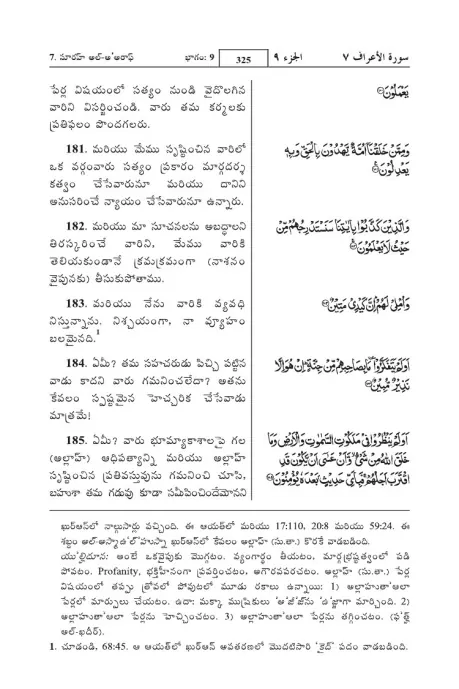 7. సూరహ్ అల్-అ'అరాఫ్ భాగం: 9 325 الجزء ٩ سورة الأعراف ٧
పేర్ల విషయంలో సత్యం నుండి వైదొలగిన
వారిని విసర్జించండి. వారు తమ కర్మలకు
ప్రతిఫలం పొందగలరు.
181. మరియు మేము సృష్టించిన వారిలో
ఒక వర్గంవారు సత్యం ప్రకారం మార్గదర్శ
కత్వం చేసేవారునూ మరియు దానిని
అనుసరించే న్యాయం చేసేవారునూ ఉన్నారు.
182. మరియు మా సూచనలను అబద్ధాలని
తిరస్కరించే వారిని, మేము వారికి
తెలియకుండానే క్రమక్రమంగా (నాశనం
వైపునకు) తీసుకుపోతాము.
183. మరియు నేను వారికి వ్యవధి
నిస్తున్నాను. నిశ్చయంగా, నా వ్యూహం
బలమైనది.1
184. ఏమీ? తమ సహచరుడు పిచ్చి పట్టిన
వాడు కాదని వారు గమనించలేదా? అతను
కేవలం స్పష్టమైన హెచ్చరిక చేసేవాడు
మాత్రమే!
185. ఏమీ? వారు భూమ్యాకాశాలపై గల
(అల్లాహ్) ఆధిపత్యాన్ని మరియు అల్లాహ్
సృష్టించిన ప్రతివస్తువును గమనించి చూసి,
బహుశా తమ గడువు కూడా సమీపించిందేమోనని
يَعْمَلُونَ
وَمِمَّنْ خَلَقْنَا أُمَّةٌ يَهْدُونَ بِالْحَقِّ وَبِهِ
يَعْدِلُونَ
وَالَّذِينَ كَذَّبُوا بِآيَاتِنَا سَنَسْتَدْرِجُهُمْ مِنْ
حَيْثُ لَا يَعْلَمُونَ
وَأُمْلِي لَهُمْ إِنَّ كَيْدِي مَتِينٌ
أَوَلَمْ يَتَفَكَّرُوا مَا بِصَاحِبِهِمْ مِنْ جِنَّةٍ إِنْ هُوَ إِلَّا
نَذِيرٌ مُبِينٌ
أَوَلَمْ يَنْظُرُوا فِي مَلَكُوتِ السَّمَوَاتِ وَالْأَرْضِ وَمَا
خَلَقَ اللَّهُ مِنْ شَيْءٍ وَأَنْ عَسَى أَنْ يَكُونَ قَدِ
اقْتَرَبَ أَجَلُهُمْ فَبِأَيِّ حَدِيثٍ بَعْدَهُ يُؤْمِنُونَ
ఖుర్ఆన్‌లో నాలుగుసార్లు వచ్చింది. ఈ ఆయత్‌లో మరియు 17:110, 20:8 మరియు 59:24. ఈ
శబ్దం అల్-అస్మాఉ'ల్ 'హుస్నా ఖుర్ఆన్‌లో కేవలం అల్లాహ్ (సు.తా.) కొరకే వాడబడింది.
యు'ల్హిదూన: అంటే ఒకవైపుకు మొగ్గటం. వ్యంగార్థం తీయటం, మార్గభ్రష్టత్వంలో పడి
పోవటం. Profanity, భక్తిహీనంగా ప్రవర్తించటం, అగౌరవపరచటం. అల్లాహ్ (సు.తా.) పేర్ల
విషయంలో తప్పు త్రోవలో పోవుటలో మూడు రకాలు ఉన్నాయి: 1) అల్లాహుతా'ఆలా
పేర్లలో మార్పులు చేయటం. ఉదా: మక్కా ముష్రికులు 'అ'జీ'జ్‌ను 'ఉ'జ్జాగా మార్చింది. 2)
అల్లాహుతా'ఆలా పేర్లను హెచ్చించటం. 3) అల్లాహుతా'ఆలా పేర్లను తగ్గించటం. (ఫ'త్హ్
అల్-ఖదీర్).
1. చూడండి, 68:45. ఆ ఆయత్‌లో ఖుర్ఆన్ అవతరణలో మొదటిసారి 'కైద్' పదం వాడబడింది.